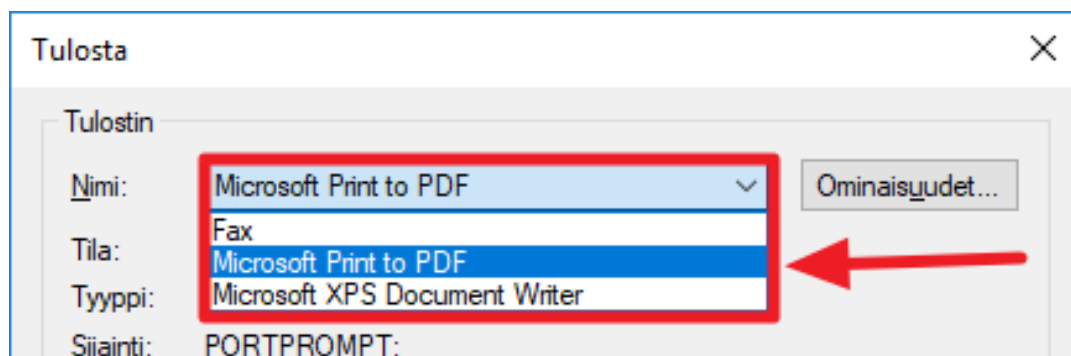 Tulosta
Tulostin
Nimi: Microsoft Print to PDF Ominaisuudet...
Fax
Tila: Microsoft Print to PDF
Tyyppi: Microsoft XPS Document Writer
Sijainti: PORTPROMPT: